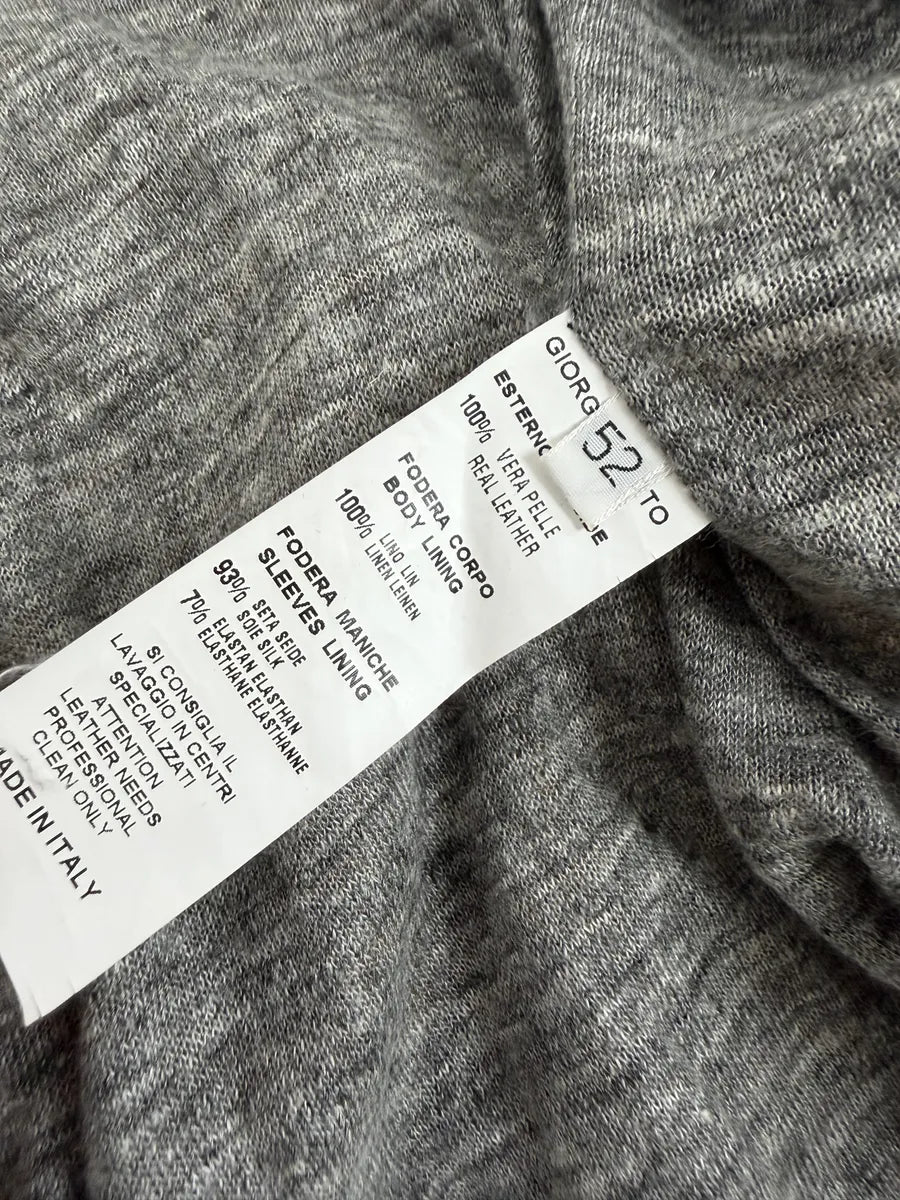 GIORG
TO
52
ESTERNO
100% VERA PELLE
REAL LEATHER
FODERA CORPO
BODY LINING
100% LINO LIN
LINEN LEINEN
FODERA MANICHE
SLEEVES LINING
SETA SEIDE
93% SOIE SILK
ELASTAN ELASTHAN
7% ELASTHANE ELASTHANNE
SI CONSIGLIA IL
LAVAGGIO IN CENTRI
SPECIALIZZATI
ATTENTION
LEATHER NEEDS
PROFESSIONAL
CLEAN ONLY
MADE IN ITALY